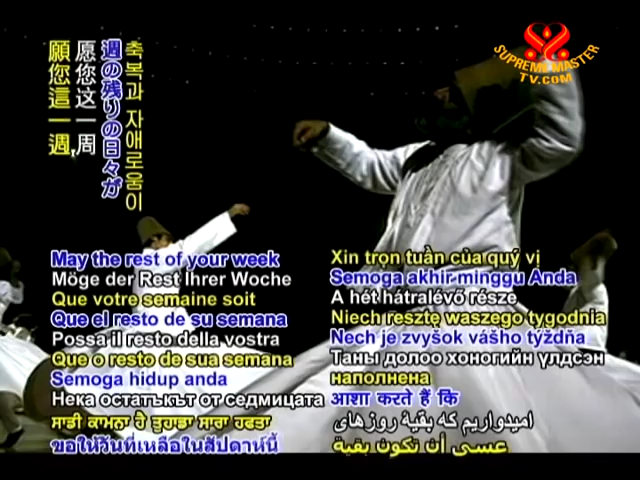 SUPREME MASTER
TV.COM
축복과 자애로움이
週の残りの日々が
愿您这一周
願您這一週,
May the rest of your week
Möge der Rest Ihrer Woche
Que votre semaine soit
Que el resto de su semana
Possa il resto della vostra
Que o resto de sua semana
Semoga hidup anda
Нека остатъкът от седмицата
ਸਾਡੀ ਕਾਮਨਾ ਹੈ ਤੁਹਾਡਾ ਸਾਰਾ ਹਫਤਾ
ขอให้วันที่เหลือในสัปดาห์นี้
Xin trọn tuần của quý vị
Semoga akhir minggu Anda
A hét hátralévő része
Niech resztę waszego tygodnia
Nech je zvyšok vášho týždňa
Таны долоо хоногийн үлдсэн
наполнена
आशा करते हैं कि
امیدواریم که بقیهٔ روزهای
عسى أن تكون بقية